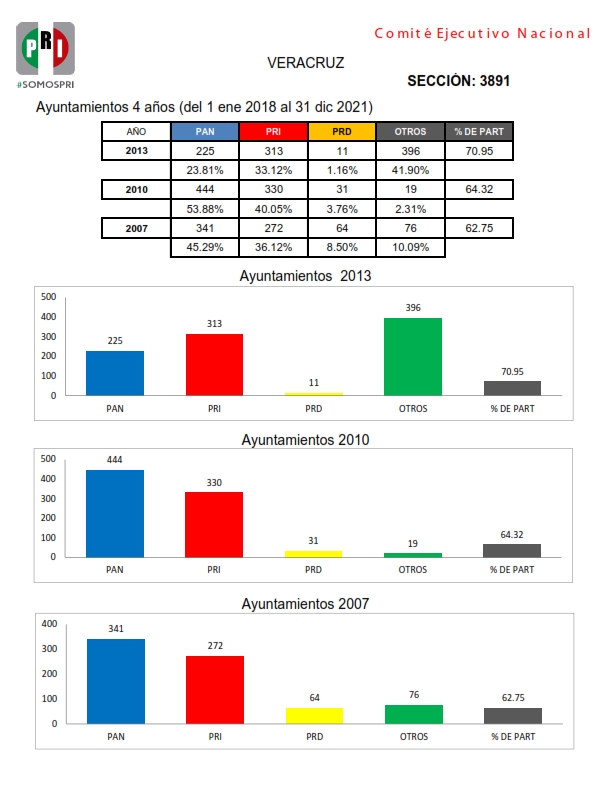 Comité Ejecutivo Nacional
PRI
#SOMOSPRI
VERACRUZ
SECCIÓN: 3891
Ayuntamientos 4 años (del 1 ene 2018 al 31 dic 2021)
AÑO PAN PRI PRD OTROS % DE PART
2013 225 313 11 396 70.95
23.81% 33.12% 1.16% 41.90%
2010 444 330 31 19 64.32
53.88% 40.05% 3.76% 2.31%
2007 341 272 64 76 62.75
45.29% 36.12% 8.50% 10.09%
Ayuntamientos 2013
500
400
300
200
100
0
225 313 11 396 70.95
PAN PRI PRD OTROS % DE PART
Ayuntamientos 2010
500
400
300
200
100
0
444 330 31 19 64.32
PAN PRI PRD OTROS % DE PART
Ayuntamientos 2007
400
300
200
100
0
341 272 64 76 62.75
PAN PRI PRD OTROS % DE PART